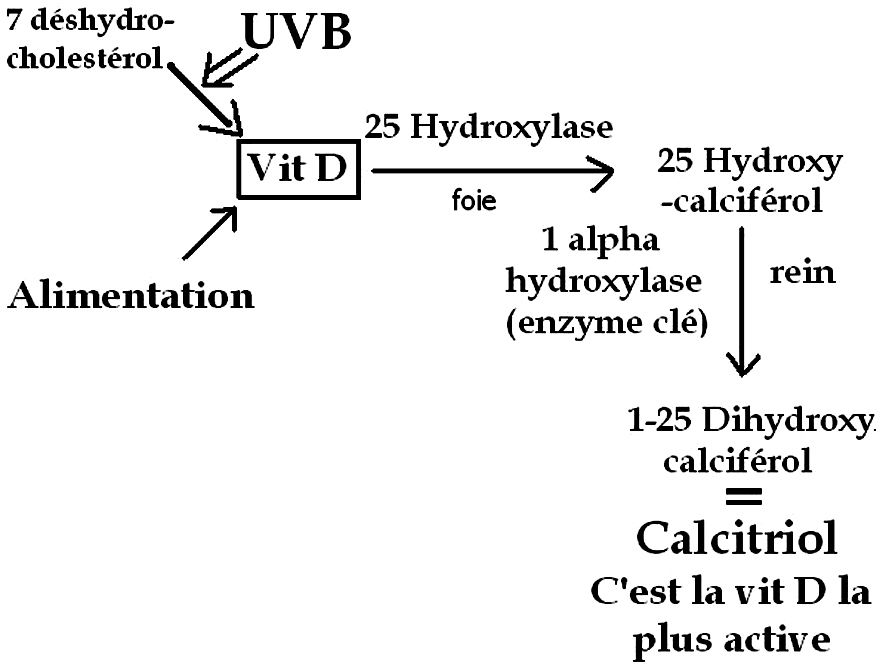 7 déshydro-
cholestérol
UVB
Vit D
Alimentation
25 Hydroxylase
foie
25 Hydroxy
-calciférol
1 alpha
hydroxylase
(enzyme clé)
rein
1-25 Dihydroxy
calciférol
=
Calcitriol
C'est la vit D la
plus active